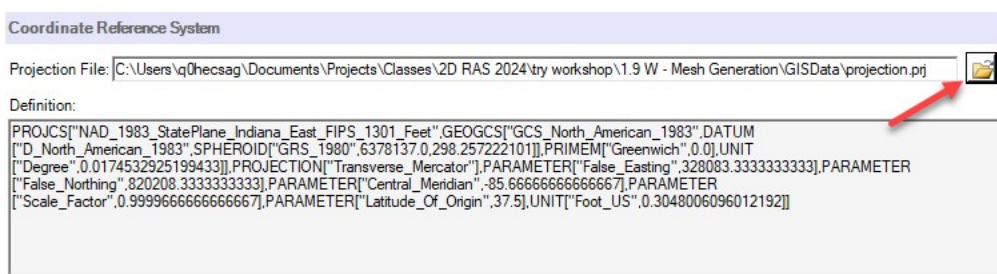 Coordinate Reference System
Projection File: C:\Users\q0hecsag\Documents\Projects\Classes\2D RAS 2024\try workshop\1.9 W - Mesh Generation\GISData\projection.prj
Definition:
PROJCS["NAD_1983_StatePlane_Indiana_East_FIPS_1301_Feet",GEOGCS["GCS_North_American_1983",DATUM
["D_North_American_1983",SPHEROID["GRS_1980",6378137.0,298.257222101]],PRIMEM["Greenwich",0.0],UNIT
["Degree",0.0174532925199433]],PROJECTION["Transverse_Mercator"],PARAMETER["False_Easting",328083.3333333333],PARAMETER
["False_Northing",820208.3333333333],PARAMETER["Central_Meridian",-85.66666666666667],PARAMETER
["Scale_Factor",0.9999666666666667],PARAMETER["Latitude_Of_Origin",37.5],UNIT["Foot_US",0.3048006096012192]]